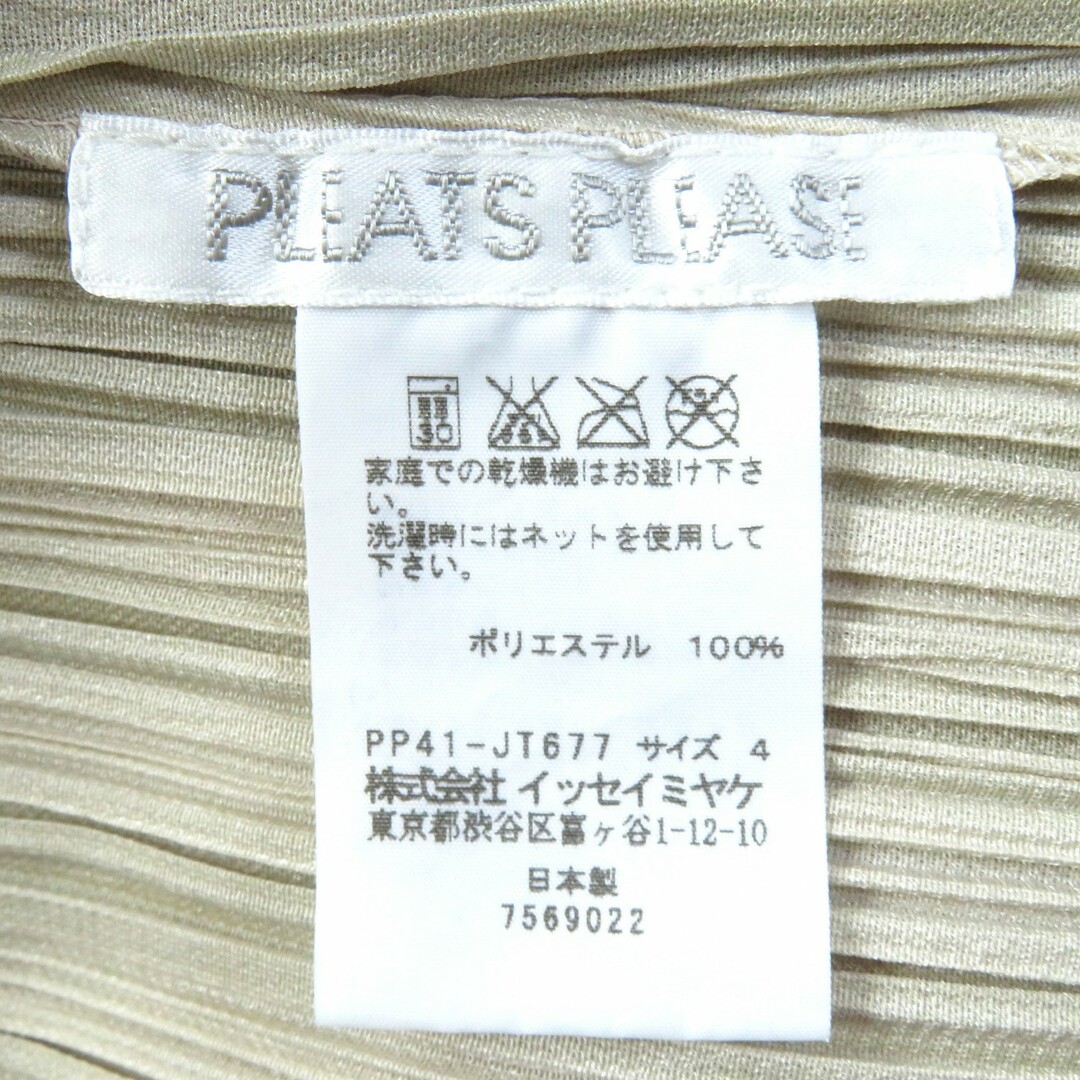 PLEATS PLEASE
30
家庭での乾燥機はお避け下さ
い。
洗濯時にはネットを使用して
下さい。
ポリエステル 100%
PP41-JT677 サイズ 4
株式会社 イッセイミヤケ
東京都渋谷区富ヶ谷1-12-10
日本製
7569022